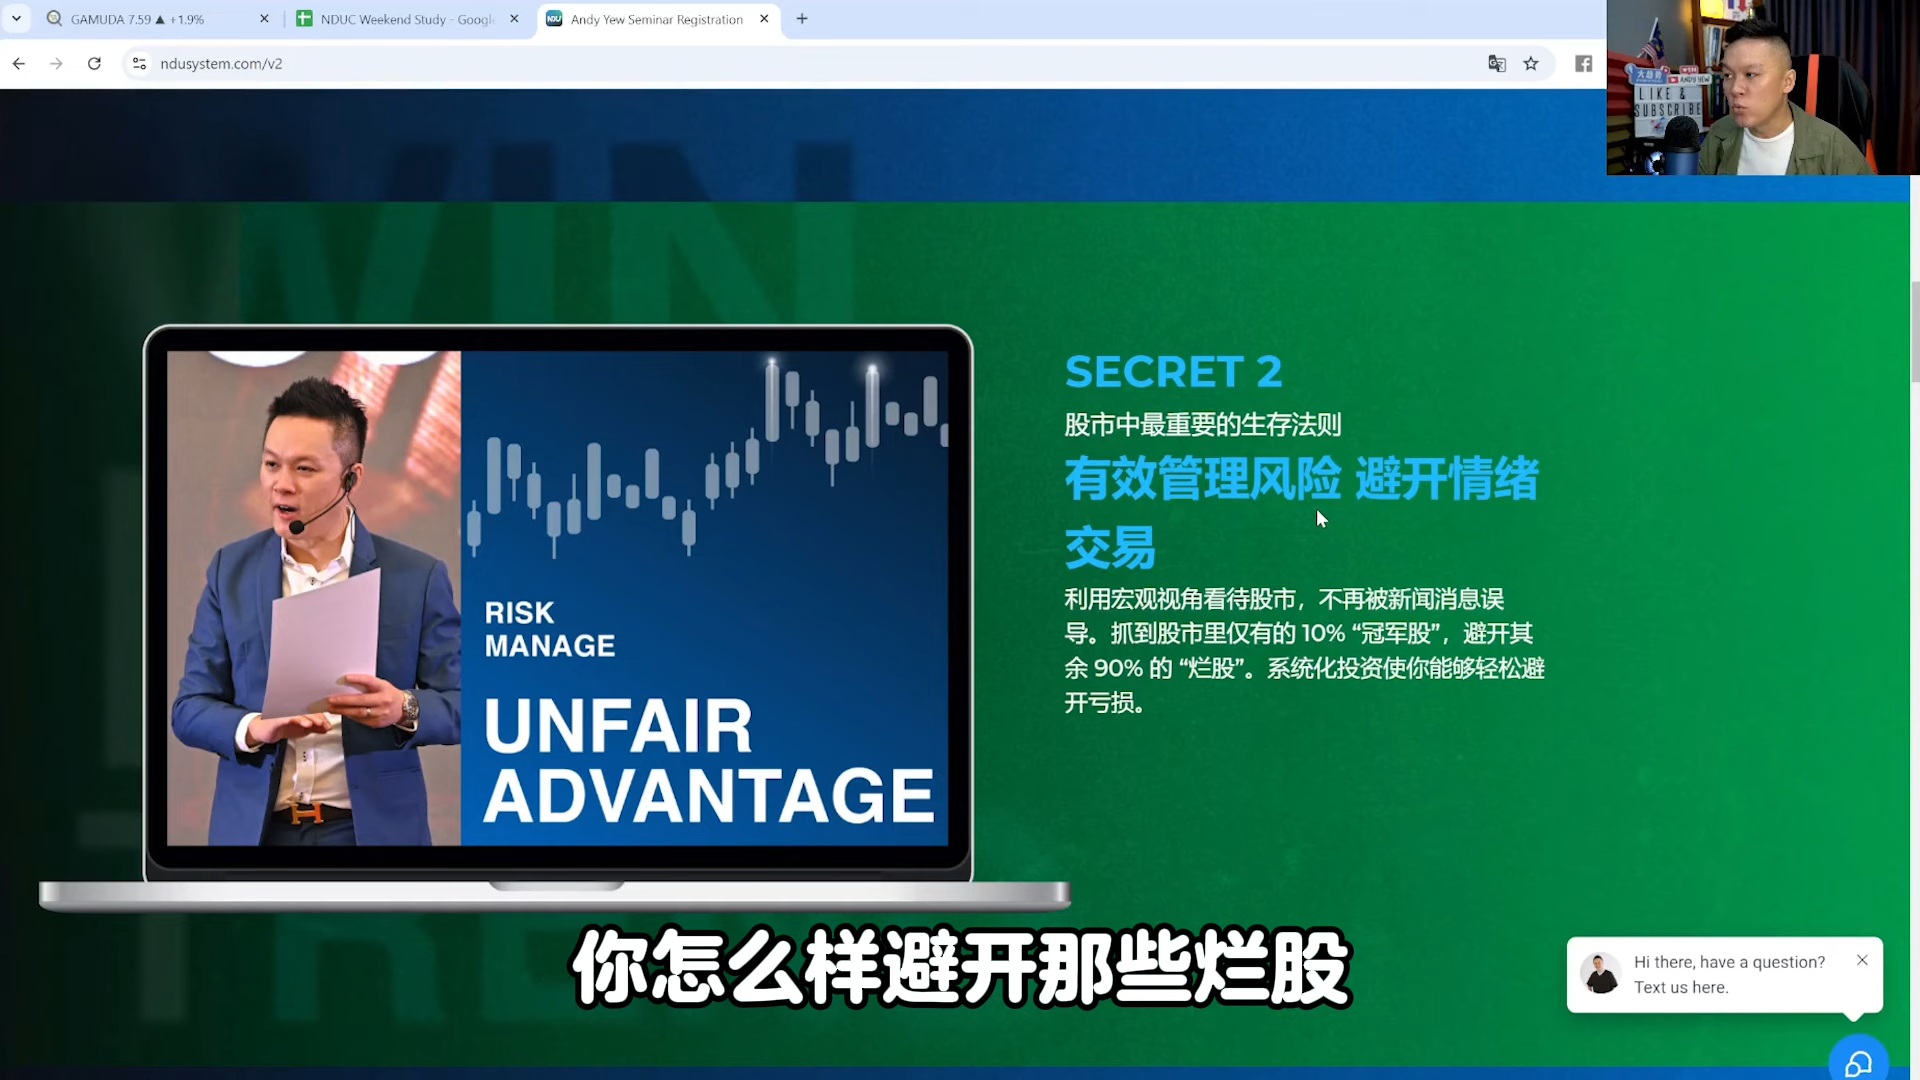 GAMUDA 7.59 ▲ +1.9%
NDUC Weekend Study - Googl
Andy Yew Seminar Registration
ndusystem.com/v2
大趋势
ANDY YEW
LIKE &
SUBSCRIBE
SECRET 2
股市中最重要的生存法则
有效管理风险 避开情绪
交易
利用宏观视角看待股市，不再被新闻消息误
导。抓到股市里仅有的 10% “冠军股”，避开其
余 90% 的 “烂股”。系统化投资使你能够轻松避
开亏损。
RISK
MANAGE
UNFAIR
ADVANTAGE
你怎么样避开那些烂股
Hi there, have a question?
Text us here.